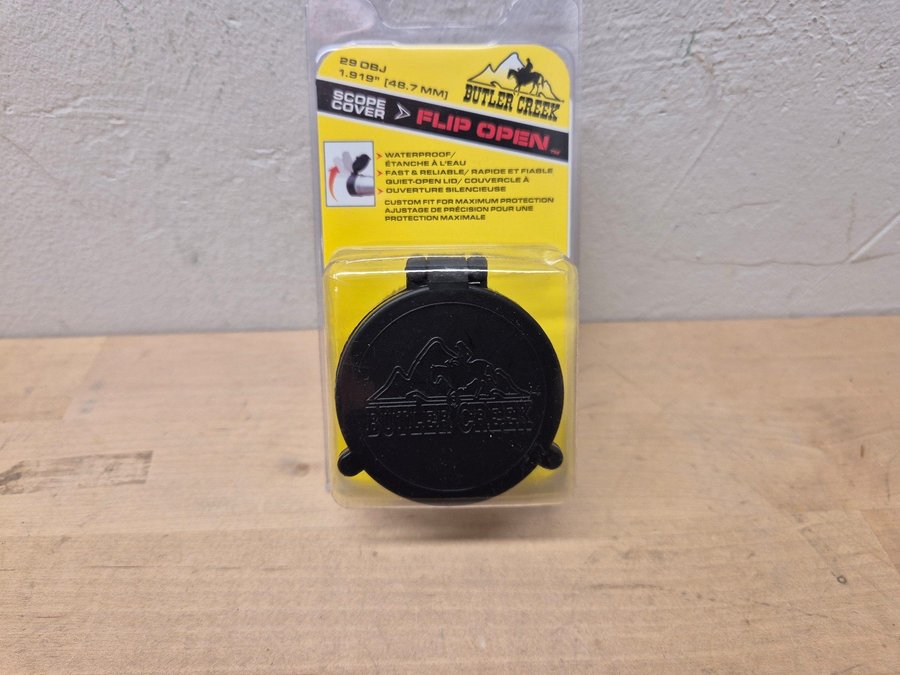 29 OBJ
1.919" [48.7 MM]
BUTLER CREEK
SCOPE
COVER
FLIP OPEN™
WATERPROOF/
ÉTANCHE À L'EAU
FAST & RELIABLE/ RAPIDE ET FIABLE
QUIET-OPEN LID/ COUVERCLE À
OUVERTURE SILENCIEUSE
CUSTOM FIT FOR MAXIMUM PROTECTION
AJUSTAGE DE PRÉCISION POUR UNE
PROTECTION MAXIMALE
BUTLER CREEK